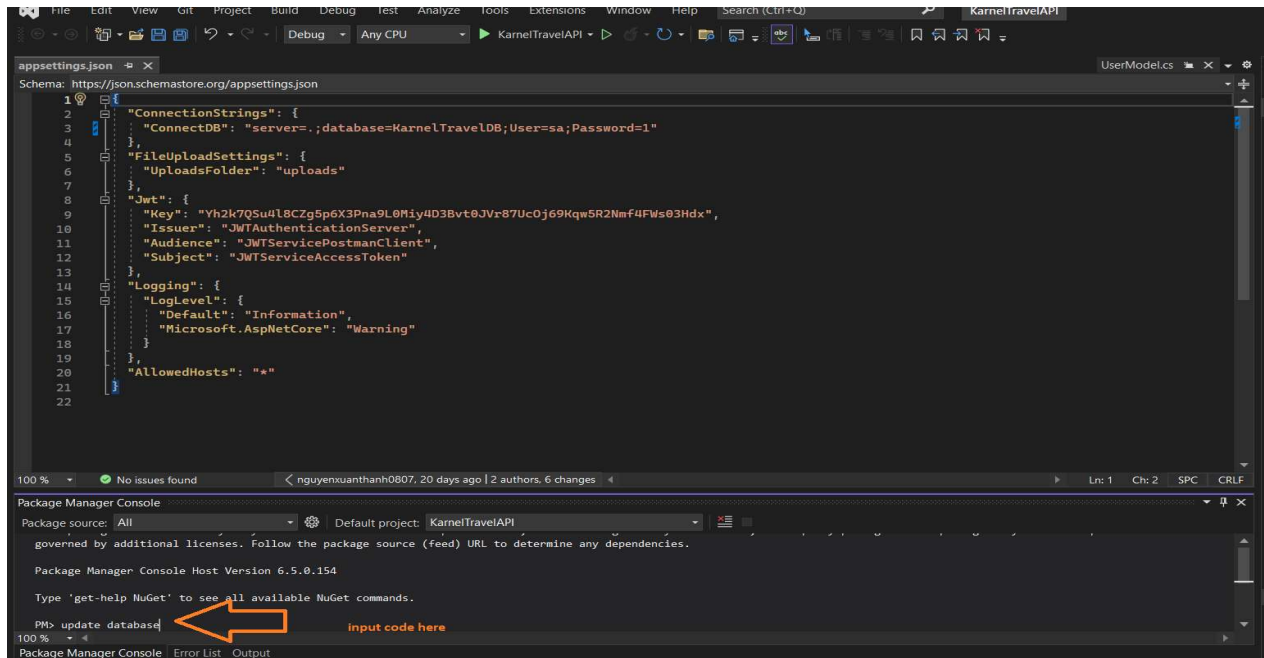 File Edit View Git Project Build Debug Test Analyze Tools Extensions Window Help Search (Ctrl+Q) KarnelTravelAPI
Debug Any CPU KarnelTravelAPI
appsettings.json UserModel.cs
Schema: https://json.schemastore.org/appsettings.json
1 {
2 "ConnectionStrings": {
3 "ConnectDB": "server=.;database=KarnelTravelDB;User=sa;Password=1"
4 },
5 "FileUploadSettings": {
6 "UploadsFolder": "uploads"
7 },
8 "Jwt": {
9 "Key": "Yh2k7QSu4l8CZg5p6X3Pna9L0Miy4D3Bvt0JVr87UcOj69Kqw5R2Nmf4FWs03Hdx",
10 "Issuer": "JWTAuthenticationServer",
11 "Audience": "JWTServicePostmanClient",
12 "Subject": "JWTServiceAccessToken"
13 },
14 "Logging": {
15 "LogLevel": {
16 "Default": "Information",
17 "Microsoft.AspNetCore": "Warning"
18 }
19 },
20 "AllowedHosts": "*"
21 }
22
100 % No issues found nguyenxuanthanh0807, 20 days ago | 2 authors, 6 changes Ln: 1 Ch: 2 SPC CRLF
Package Manager Console
Package source: All Default project: KarnelTravelAPI
governed by additional licenses. Follow the package source (feed) URL to determine any dependencies.
Package Manager Console Host Version 6.5.0.154
Type 'get-help NuGet' to see all available NuGet commands.
PM> update database
input code here
100 %
Package Manager Console Error List Output